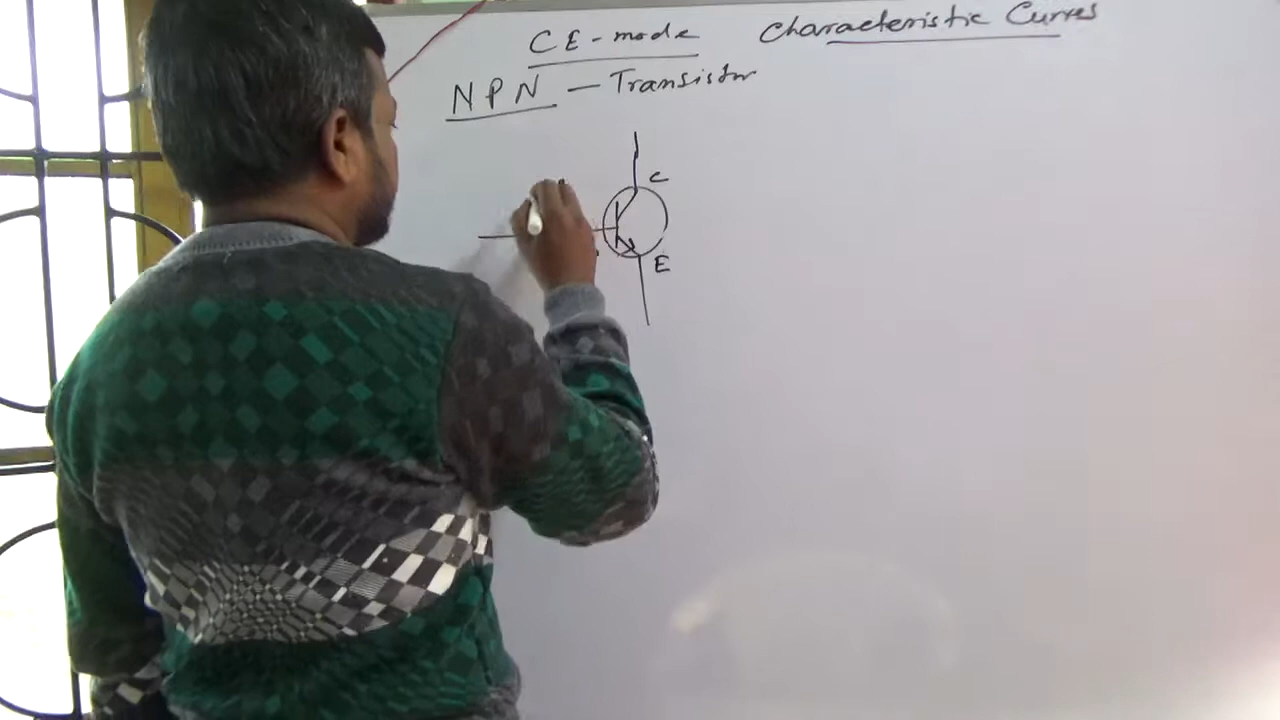 CE-mode Characteristic Curves
NPN — Transistor
C
E